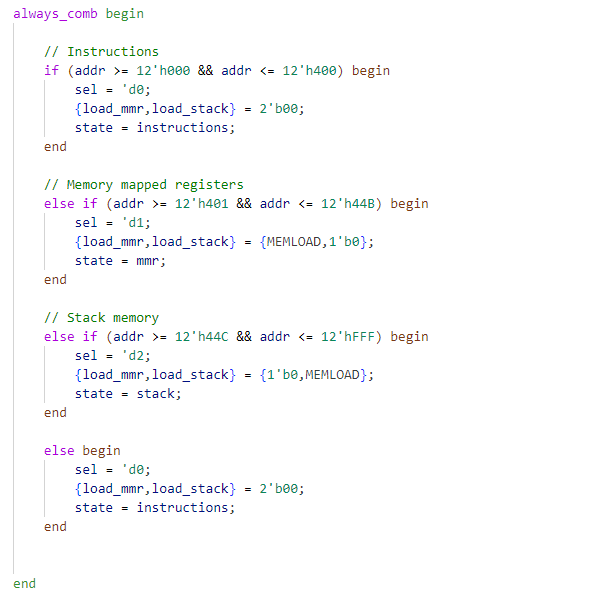 always_comb begin
// Instructions
if (addr >= 12'h000 && addr <= 12'h400) begin
sel = 'd0;
{load_mmr,load_stack} = 2'b00;
state = instructions;
end
// Memory mapped registers
else if (addr >= 12'h401 && addr <= 12'h44B) begin
sel = 'd1;
{load_mmr,load_stack} = {MEMLOAD,1'b0};
state = mmr;
end
// Stack memory
else if (addr >= 12'h44C && addr <= 12'hFFF) begin
sel = 'd2;
{load_mmr,load_stack} = {1'b0,MEMLOAD};
state = stack;
end
else begin
sel = 'd0;
{load_mmr,load_stack} = 2'b00;
state = instructions;
end
end